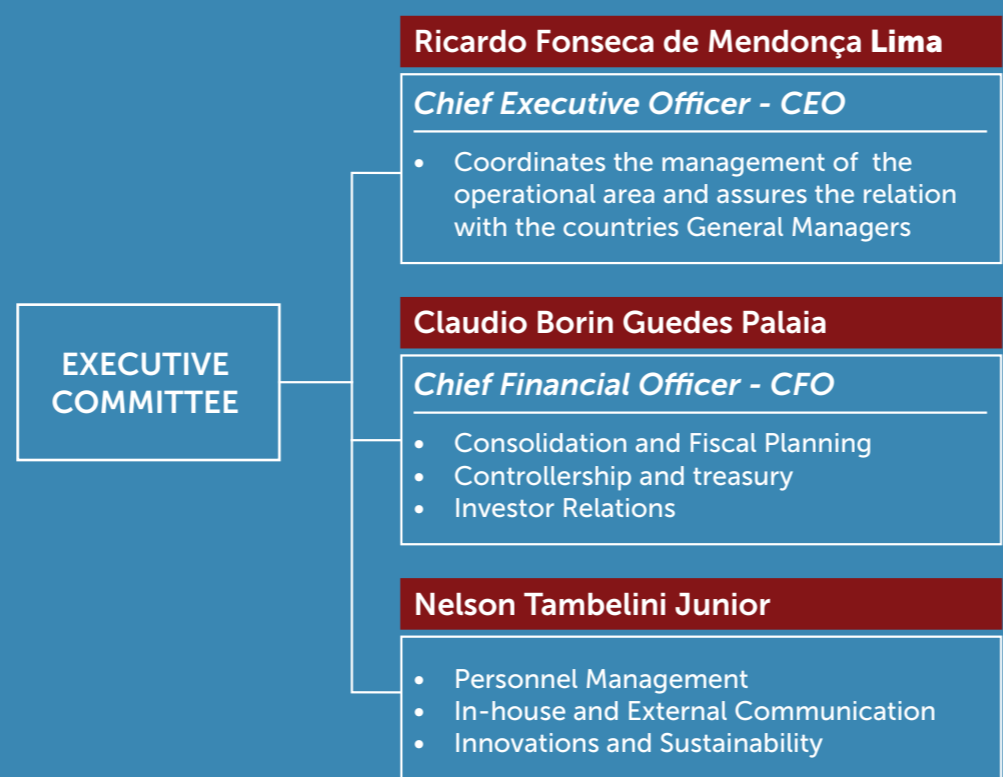 EXECUTIVE
COMMITTEE
Ricardo Fonseca de Mendonça Lima
Chief Executive Officer - CEO
• Coordinates the management of the
operational area and assures the relation
with the countries General Managers
Claudio Borin Guedes Palaia
Chief Financial Officer - CFO
• Consolidation and Fiscal Planning
• Controllership and treasury
• Investor Relations
Nelson Tambelini Junior
• Personnel Management
• In-house and External Communication
• Innovations and Sustainability